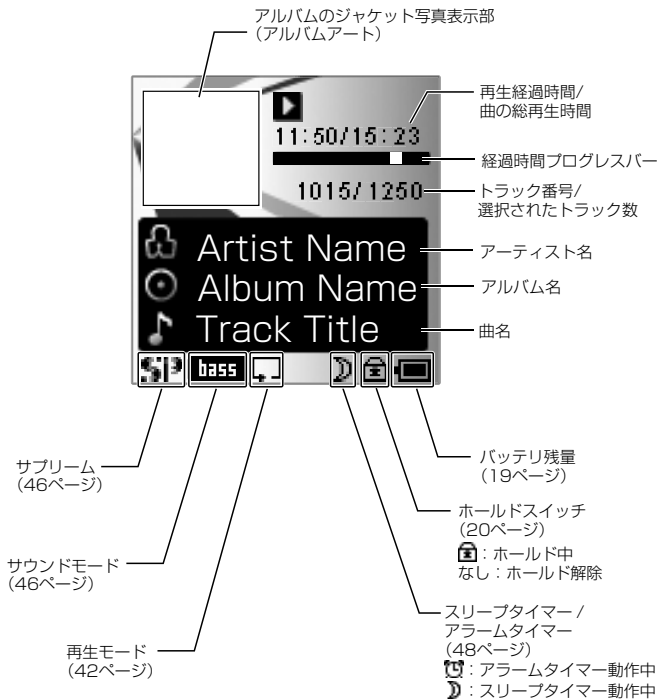 アルバムのジャケット写真表示部
（アルバムアート）
再生経過時間/
曲の総再生時間
11:50/15:23
経過時間プログレスバー
1015/1250
トラック番号/
選択されたトラック数
Artist Name
アーティスト名
Album Name
アルバム名
Track Title
曲名
SP
bass
サプリーム
（46ページ）
バッテリ残量
（19ページ）
ホールドスイッチ
（20ページ）
：ホールド中
なし：ホールド解除
サウンドモード
（46ページ）
スリープタイマー /
アラームタイマー
（48ページ）
：アラームタイマー動作中
：スリープタイマー動作中
再生モード
（42ページ）